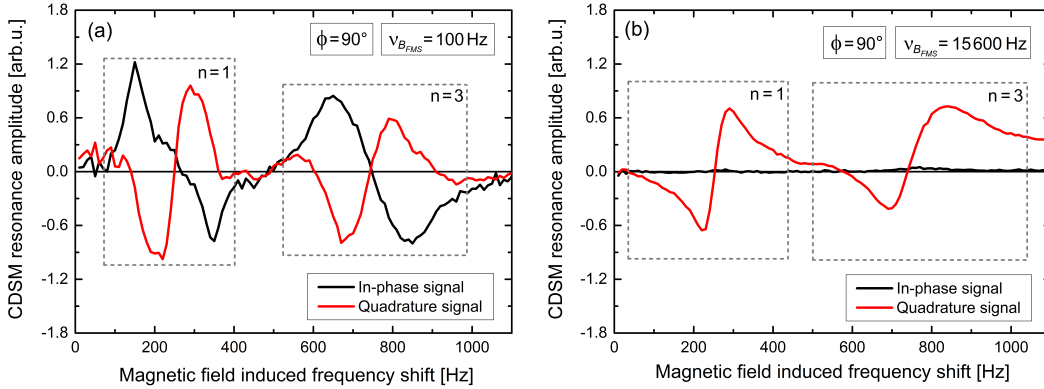 (a)
ϕ = 90°
ν_{B_{FMS}} = 100 Hz
n = 1
n = 3
1.8
1.2
0.6
0.0
-0.6
-1.2
-1.8
CDSM resonance amplitude [arb.u.]
In-phase signal
Quadrature signal
0 200 400 600 800 1000
Magnetic field induced frequency shift [Hz]
(b)
ϕ = 90°
ν_{B_{FMS}} = 15600 Hz
n = 1
n = 3
1.8
1.2
0.6
0.0
-0.6
-1.2
-1.8
CDSM resonance amplitude [arb.u.]
In-phase signal
Quadrature signal
0 200 400 600 800 1000
Magnetic field induced frequency shift [Hz]